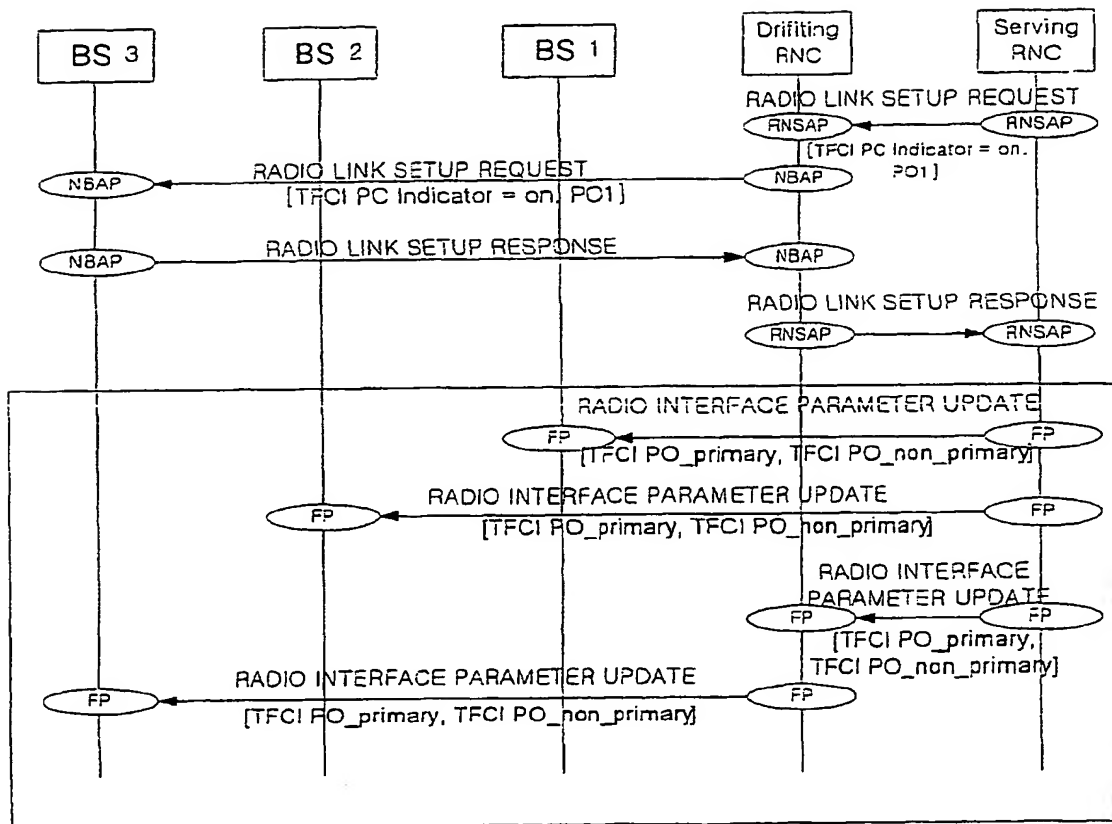 BS 3
BS 2
BS 1
Drifiting
RNC
Serving
RNC
RADIO LINK SETUP REQUEST
RNSAP
RNSAP
[TFCI PC Indicator = on,
PO1]
RADIO LINK SETUP REQUEST
NBAP
NBAP
[TFCI PC Indicator = on, PO1]
RADIO LINK SETUP RESPONSE
NBAP
NBAP
RADIO LINK SETUP RESPONSE
RNSAP
RNSAP
RADIO INTERFACE PARAMETER UPDATE
FP
FP
[TFCI PO_primary, TFCI PO_non_primary]
RADIO INTERFACE PARAMETER UPDATE
FP
FP
[TFCI PO_primary, TFCI PO_non_primary]
RADIO INTERFACE
PARAMETER UPDATE
FP
FP
[TFCI PO_primary,
TFCI PO_non_primary]
RADIO INTERFACE PARAMETER UPDATE
FP
FP
[TFCI PO_primary, TFCI PO_non_primary]